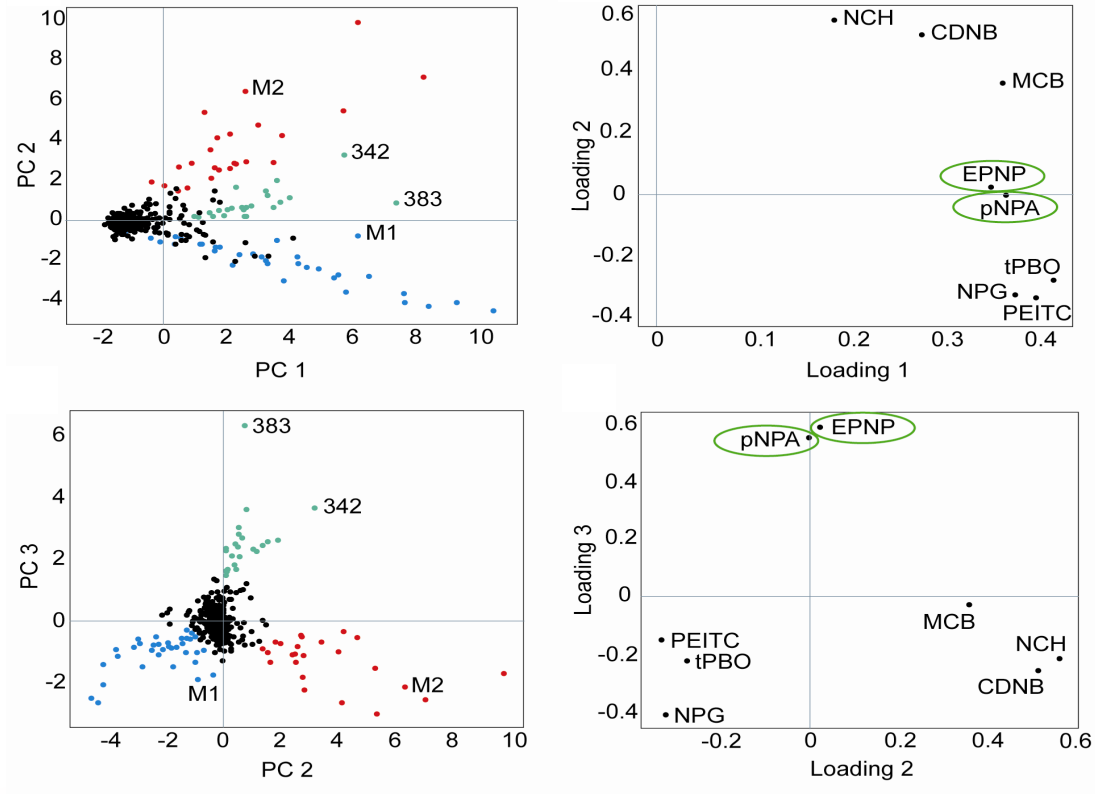 10
8
6
4
2
0
-2
-4
PC 2
M2
342
383
M1
-2 0 2 4 6 8 10
PC 1
0.6
0.4
0.2
0
-0.2
-0.4
Loading 2
NCH
CDNB
MCB
EPNP
pNPA
tPBO
NPG
PEITC
0 0.1 0.2 0.3 0.4
Loading 1
6
4
2
0
-2
PC 3
383
342
M1
M2
-4 -2 0 2 4 6 8 10
PC 2
0.6
0.4
0.2
0
-0.2
-0.4
Loading 3
pNPA
EPNP
MCB
PEITC
NCH
tPBO
CDNB
NPG
-0.2 0 0.2 0.4 0.6
Loading 2